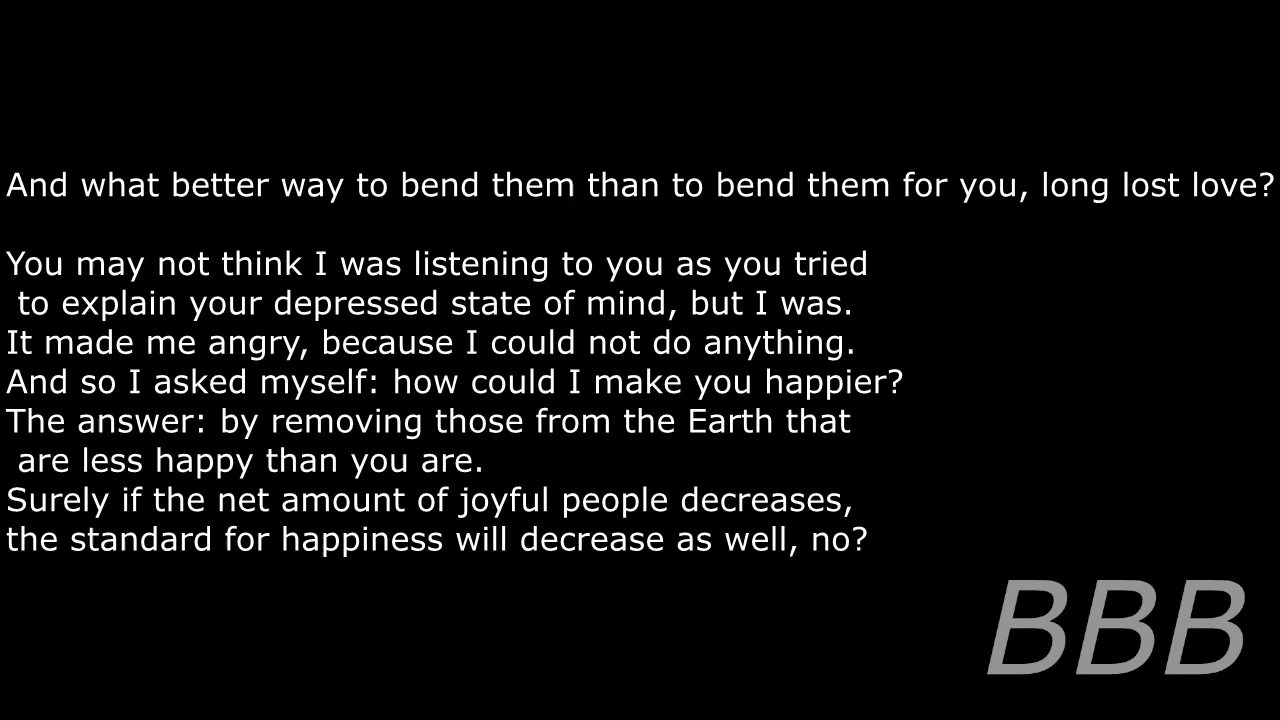 And what better way to bend them than to bend them for you, long lost love?
You may not think I was listening to you as you tried
to explain your depressed state of mind, but I was.
It made me angry, because I could not do anything.
And so I asked myself: how could I make you happier?
The answer: by removing those from the Earth that
are less happy than you are.
Surely if the net amount of joyful people decreases,
the standard for happiness will decrease as well, no?
BBB